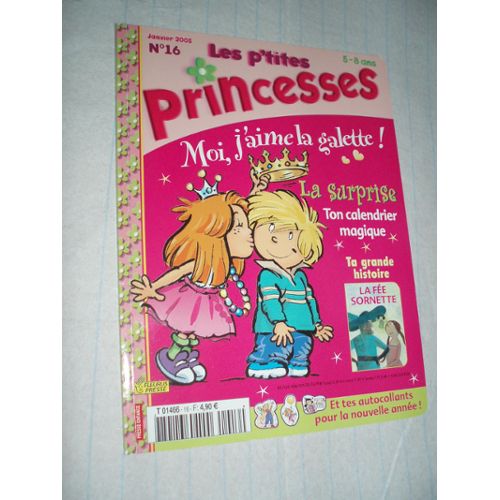 Janvier 2005
N°16
Les p'tites
5-8 ans
Princesses
Moi, j'aime la galette !
La surprise
Ton calendrier
magique
Ta grande
histoire
LA FÉE
SORNETTE
FLEURUS
PRESSE
T 01466 - 16 - F: 4,90 €
Et tes autocollants
pour la nouvelle année !